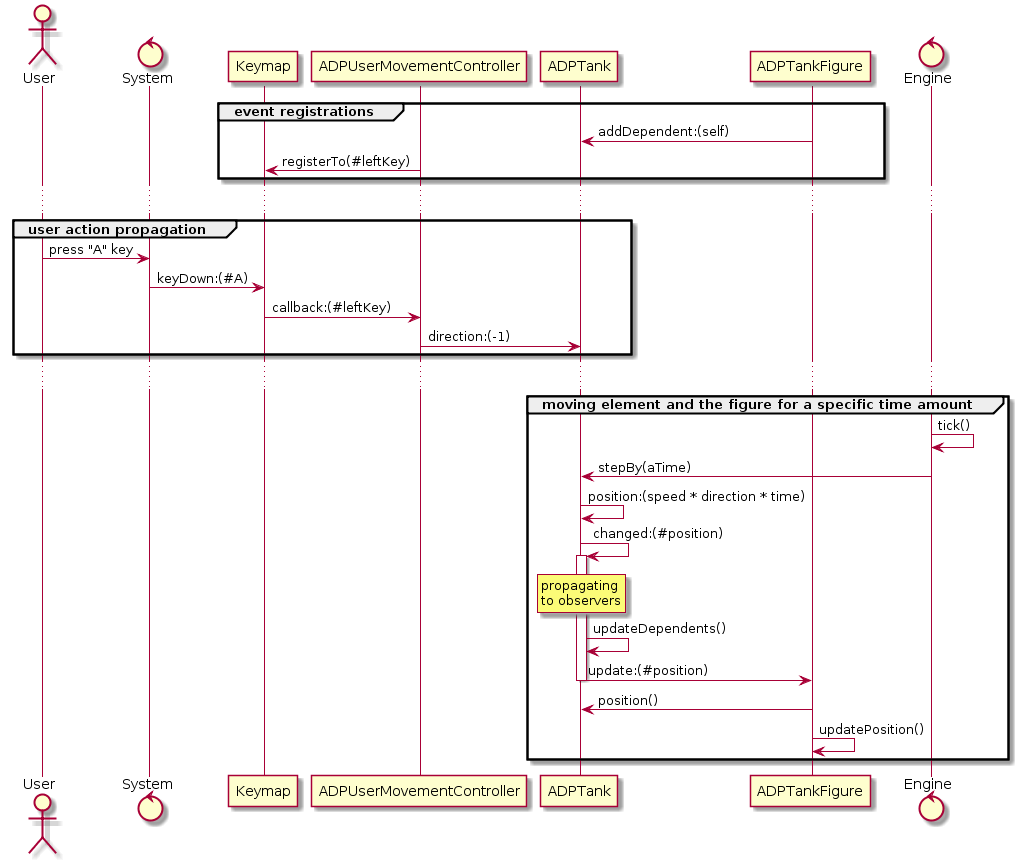 User
System
Keymap
ADPUserMovementController
ADPTank
ADPTankFigure
Engine
event registrations
addDependent:(self)
registerTo(#leftKey)
user action propagation
press "A" key
keyDown:(#A)
callback:(#leftKey)
direction:(-1)
moving element and the figure for a specific time amount
tick()
stepBy(aTime)
position:(speed * direction * time)
changed:(#position)
propagating
to observers
updateDependents()
update:(#position)
position()
updatePosition()
User
System
Keymap
ADPUserMovementController
ADPTank
ADPTankFigure
Engine